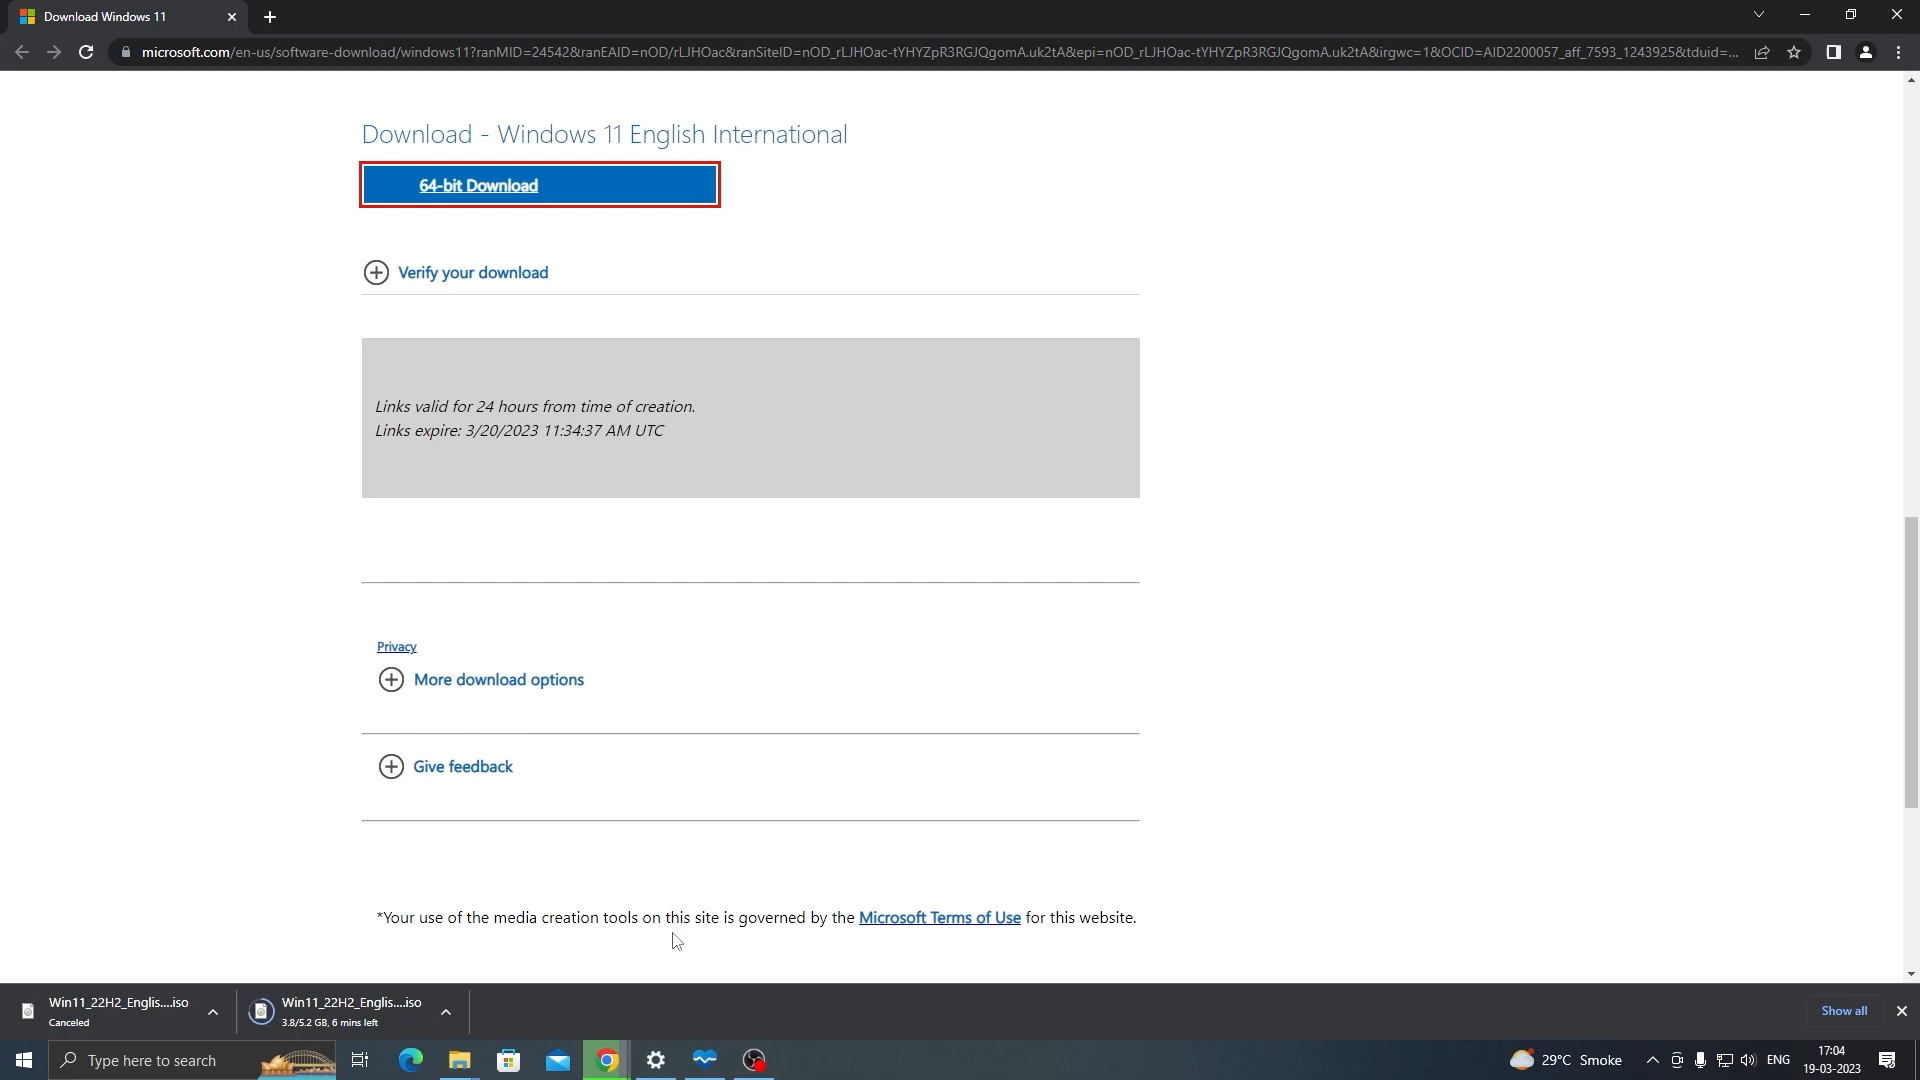 Download Windows 11
microsoft.com/en-us/software-download/windows11?ranMID=24542&ranEAID=nOD/rLJHOac&ranSiteID=nOD_rLJHOac-tYHYZpR3RGJQgomA.uk2tA&epi=nOD_rLJHOac-tYHYZpR3RGJQgomA.uk2tA&irgwc=1&OCID=AID2200057_aff_7593_1243925&tduid=...
Download - Windows 11 English International
64-bit Download
Verify your download
Links valid for 24 hours from time of creation.
Links expire: 3/20/2023 11:34:37 AM UTC
Privacy
More download options
Give feedback
*Your use of the media creation tools on this site is governed by the Microsoft Terms of Use for this website.
Win11_22H2_Englis....iso
Canceled
Win11_22H2_Englis....iso
3.8/5.2 GB, 6 mins left
Show all
Type here to search
29°C Smoke
ENG
17:04
19-03-2023